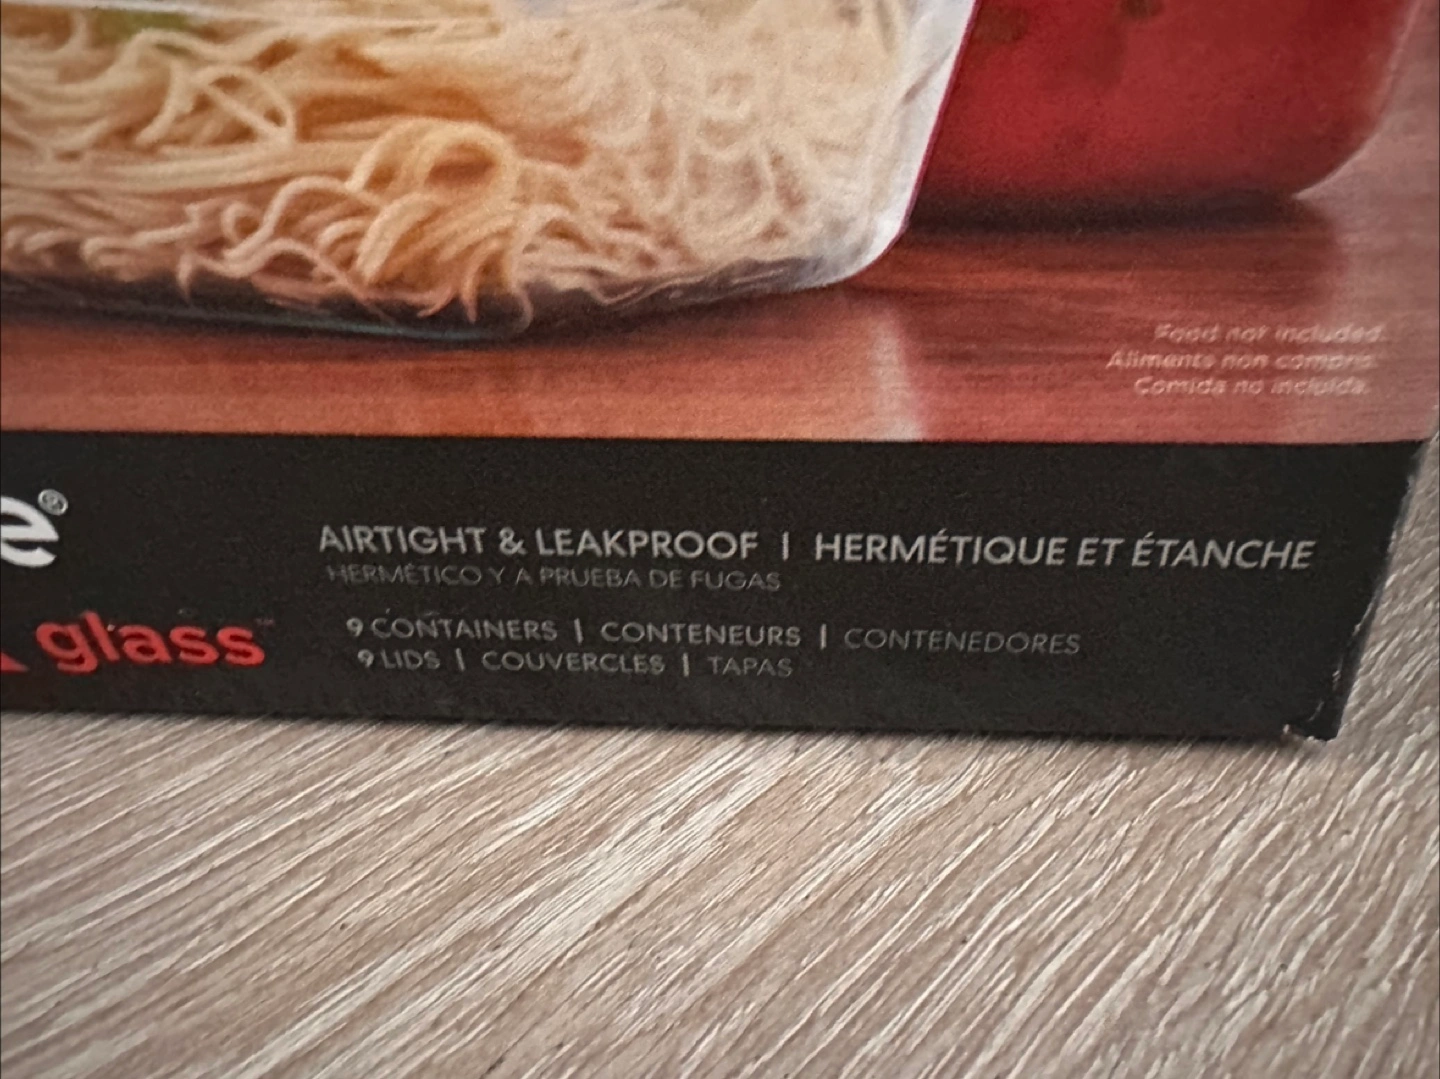 Food not included.
Aliments non compris.
Comida no incluida.
e®
AIRTIGHT & LEAKPROOF | HERMÉTIQUE ET ÉTANCHE
HERMÉTICO Y A PRUEBA DE FUGAS
glass™
9 CONTAINERS | CONTENEURS | CONTENEDORES
9 LIDS | COUVERCLES | TAPAS